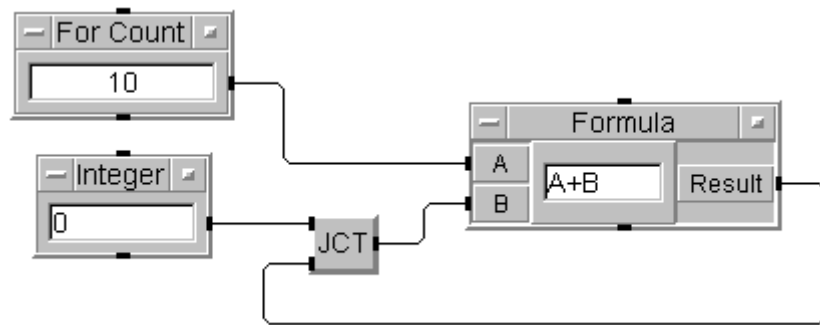 For Count
10
Integer
0
JCT
Formula
A
B
A+B
Result